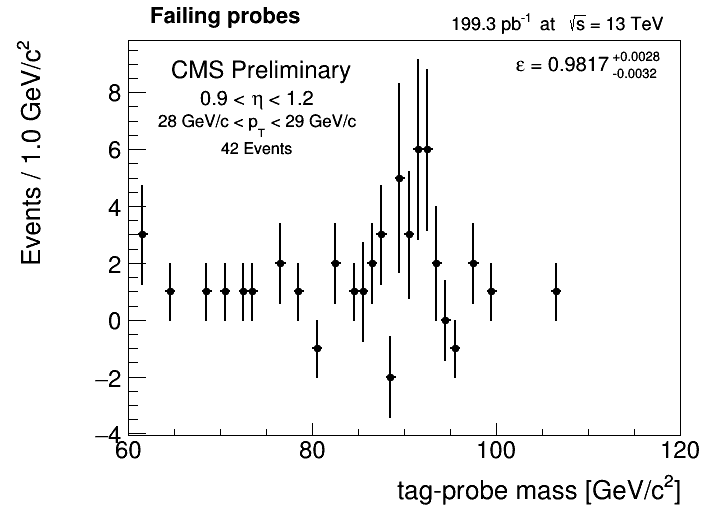 Failing probes
199.3 pb⁻¹ at √s = 13 TeV
CMS Preliminary
0.9 < η < 1.2
28 GeV/c < p_T < 29 GeV/c
42 Events
ε = 0.9817 +0.0028 -0.0032
Events / 1.0 GeV/c²
8
6
4
2
0
−2
−4
60 80 100 120
tag-probe mass [GeV/c²]